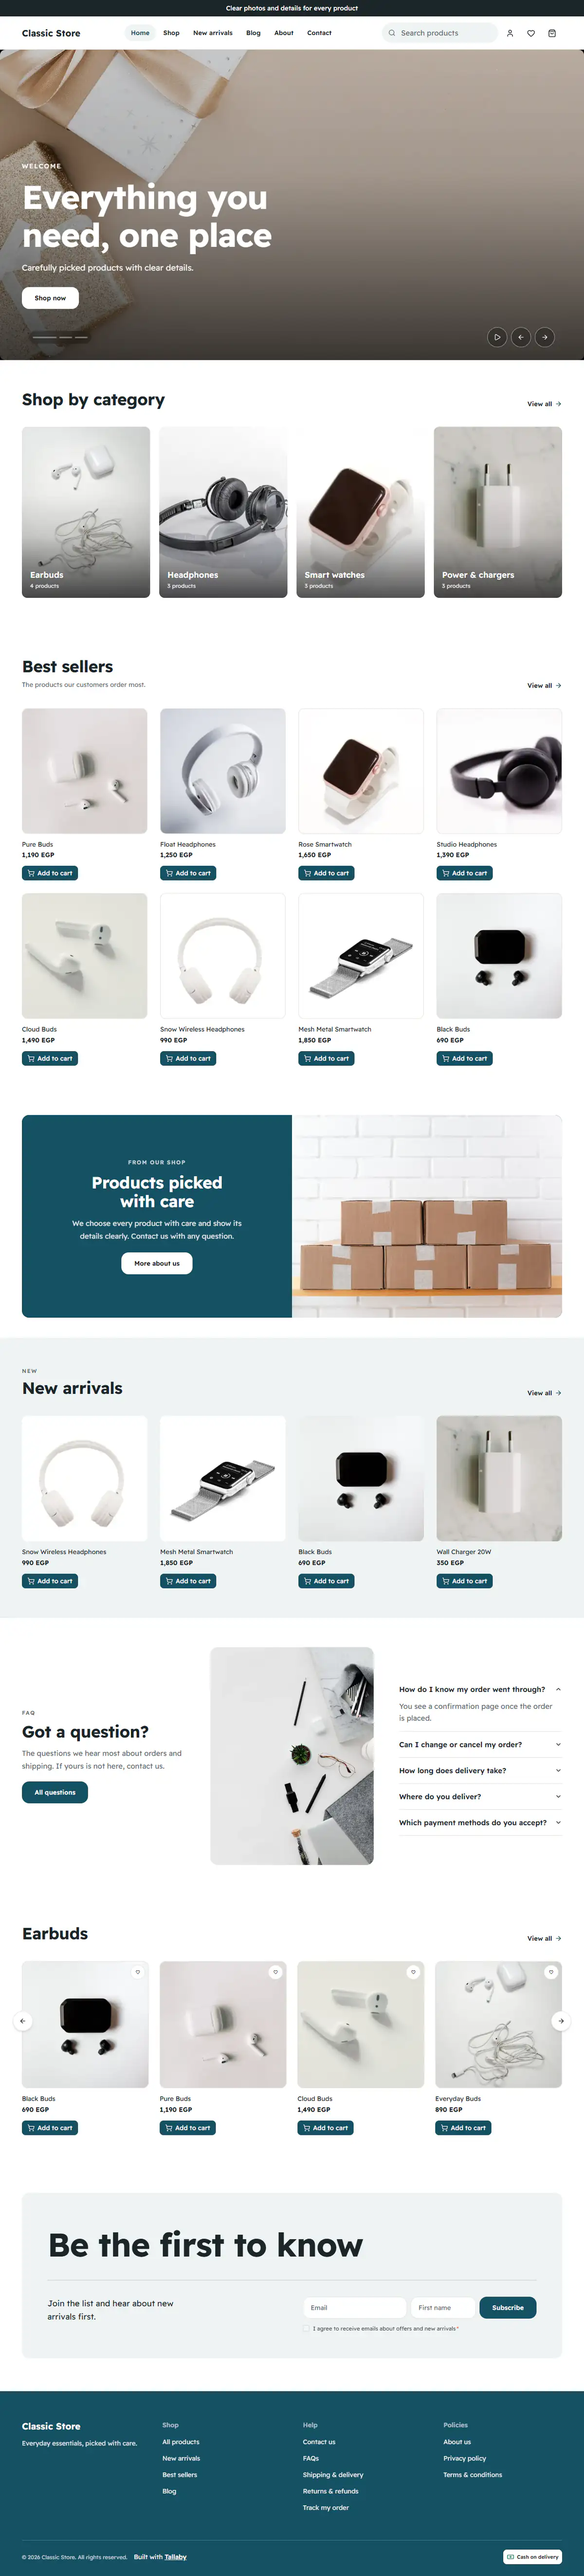 Clear photos and details for every product
Classic Store
Home
Shop
New arrivals
Blog
About
Contact
Search products
WELCOME
Everything you
need, one place
Carefully picked products with clear details.
Shop now
Shop by category
View all
Earbuds
4 products
Headphones
3 products
Smart watches
3 products
Power & chargers
3 products
Best sellers
The products our customers order most.
View all
Pure Buds
1,190 EGP
Add to cart
Float Headphones
1,250 EGP
Add to cart
Rose Smartwatch
1,650 EGP
Add to cart
Studio Headphones
1,390 EGP
Add to cart
Cloud Buds
1,490 EGP
Add to cart
Snow Wireless Headphones
990 EGP
Add to cart
Mesh Metal Smartwatch
1,850 EGP
Add to cart
Black Buds
690 EGP
Add to cart
FROM OUR SHOP
Products picked
with care
We choose every product with care and show its
details clearly. Contact us with any question.
More about us
NEW
New arrivals
View all
Snow Wireless Headphones
990 EGP
Add to cart
Mesh Metal Smartwatch
1,850 EGP
Add to cart
Black Buds
690 EGP
Add to cart
Wall Charger 20W
350 EGP
Add to cart
FAQ
Got a question?
The questions we hear most about orders and
shipping. If yours is not here, contact us.
All questions
How do I know my order went through?
You see a confirmation page once the order
is placed.
Can I change or cancel my order?
How long does delivery take?
Where do you deliver?
Which payment methods do you accept?
Earbuds
View all
Black Buds
690 EGP
Add to cart
Pure Buds
1,190 EGP
Add to cart
Cloud Buds
1,490 EGP
Add to cart
Everyday Buds
890 EGP
Add to cart
Be the first to know
Join the list and hear about new
arrivals first.
Email
First name
Subscribe
I agree to receive emails about offers and new arrivals *
Classic Store
Everyday essentials, picked with care.
Shop
All products
New arrivals
Best sellers
Blog
Help
Contact us
FAQs
Shipping & delivery
Returns & refunds
Track my order
Policies
About us
Privacy policy
Terms & conditions
© 2026 Classic Store. All rights reserved.
Built with Tallaby
Cash on delivery